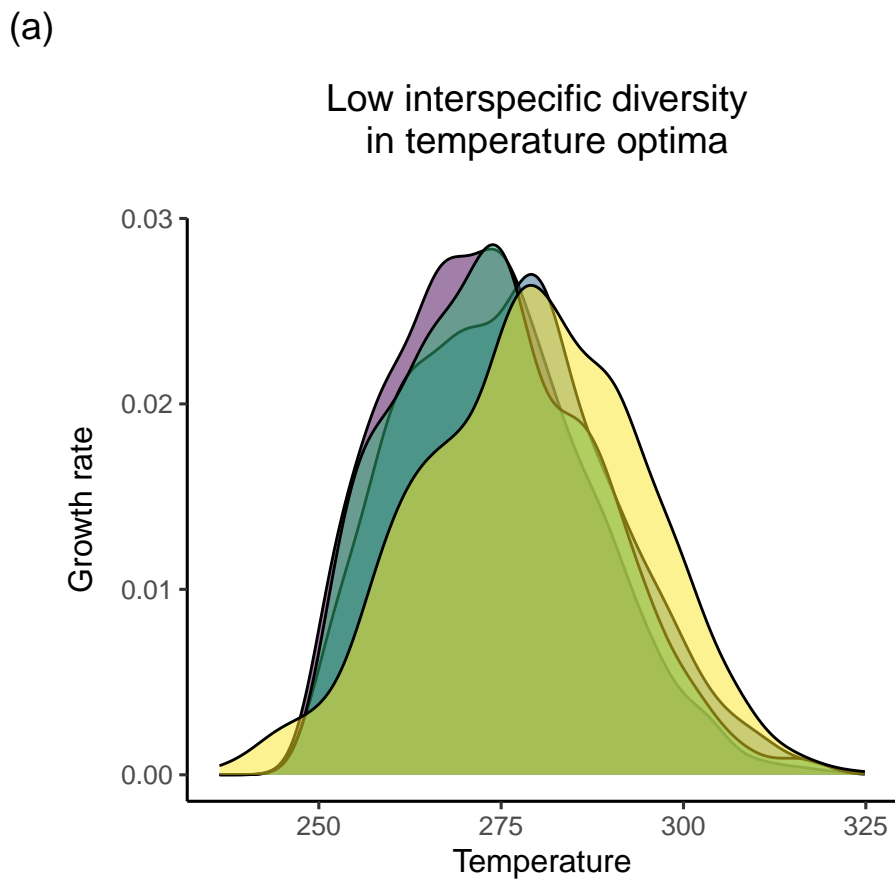 (a)
Low interspecific diversity
in temperature optima
Growth rate
0.03
0.02
0.01
0.00
250
275
300
325
Temperature